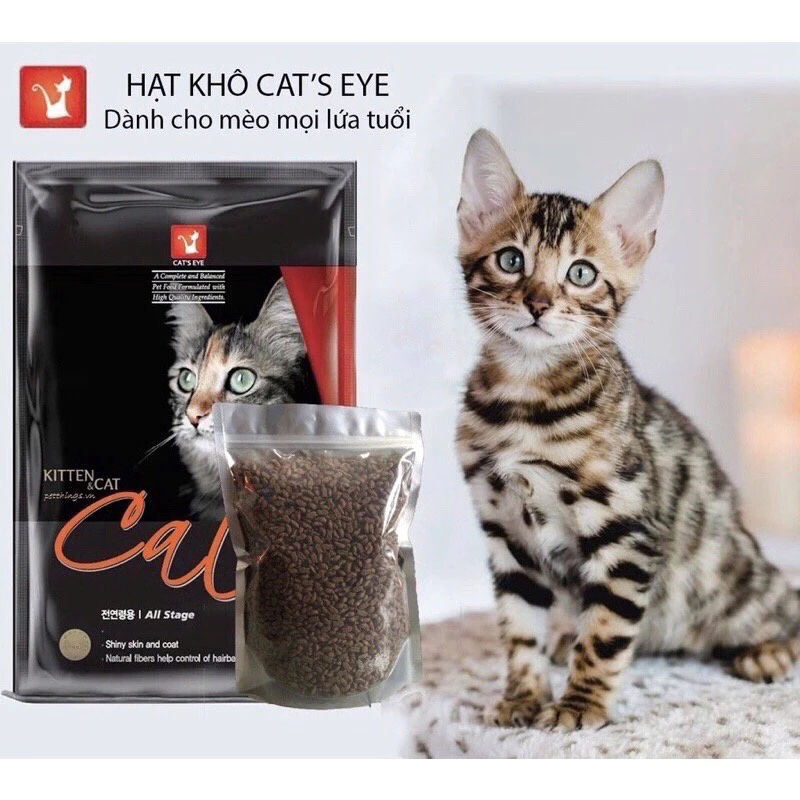 HẠT KHÔ CAT'S EYE
Dành cho mèo mọi lứa tuổi
CAT'S EYE
A Complete and Balanced
Pet Food Formulated with
High Quality Ingredients.
KITTEN
&CAT
petthings.vn
Cat
전연령용 | All Stage
· Shiny skin and coat
· Natural fibers help control of hairba